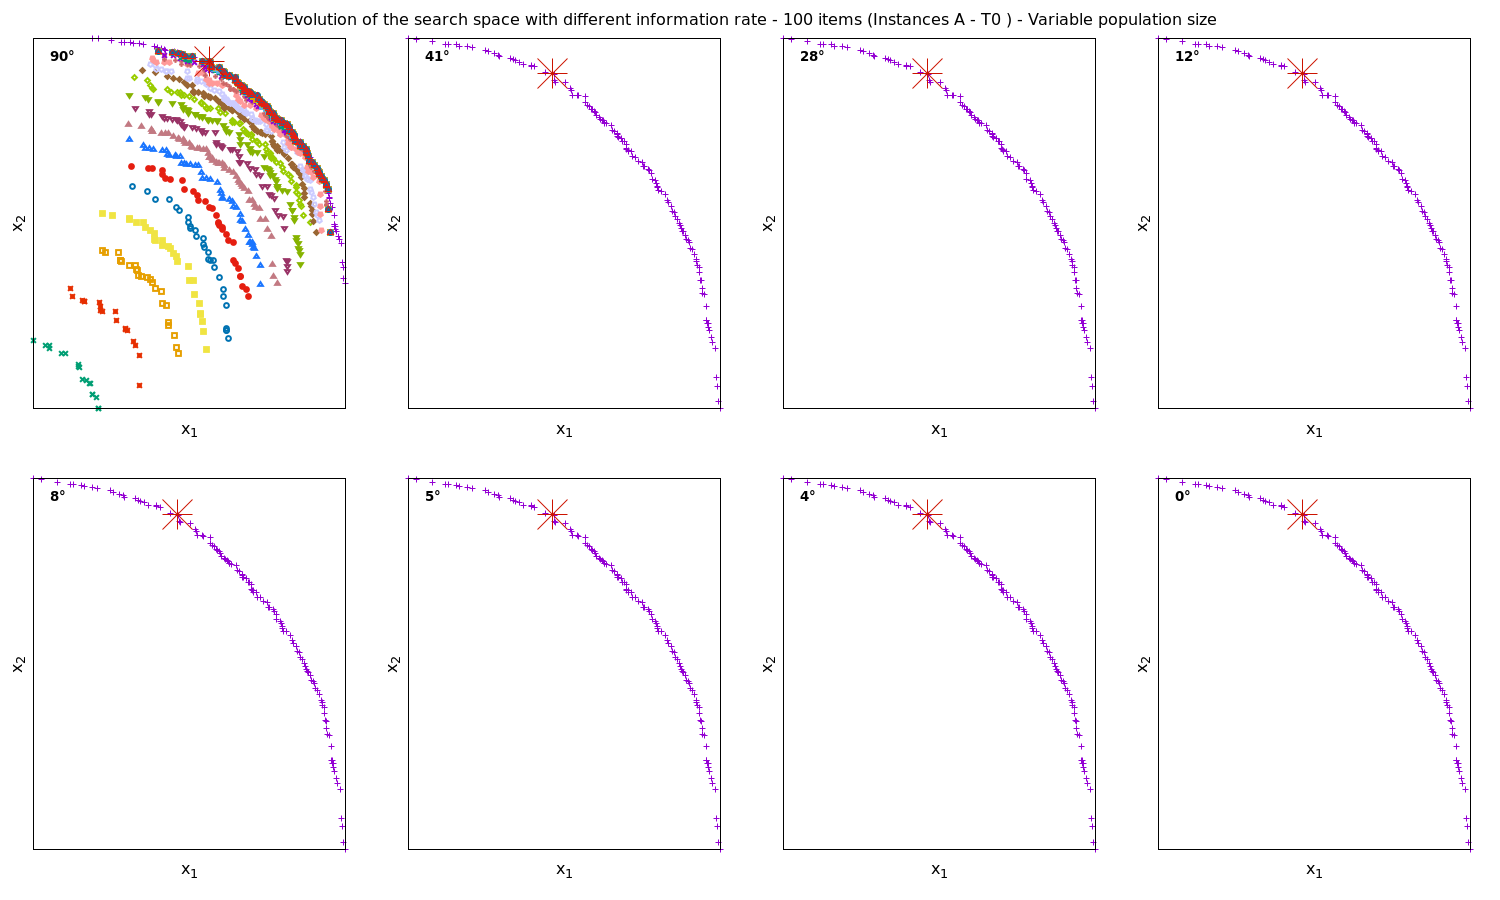 Evolution of the search space with different information rate - 100 items (Instances A - T0 ) - Variable population size
90°
41°
28°
12°
x₂
x₂
x₂
x₂
x₁
x₁
x₁
x₁
8°
5°
4°
0°
x₂
x₂
x₂
x₂
x₁
x₁
x₁
x₁